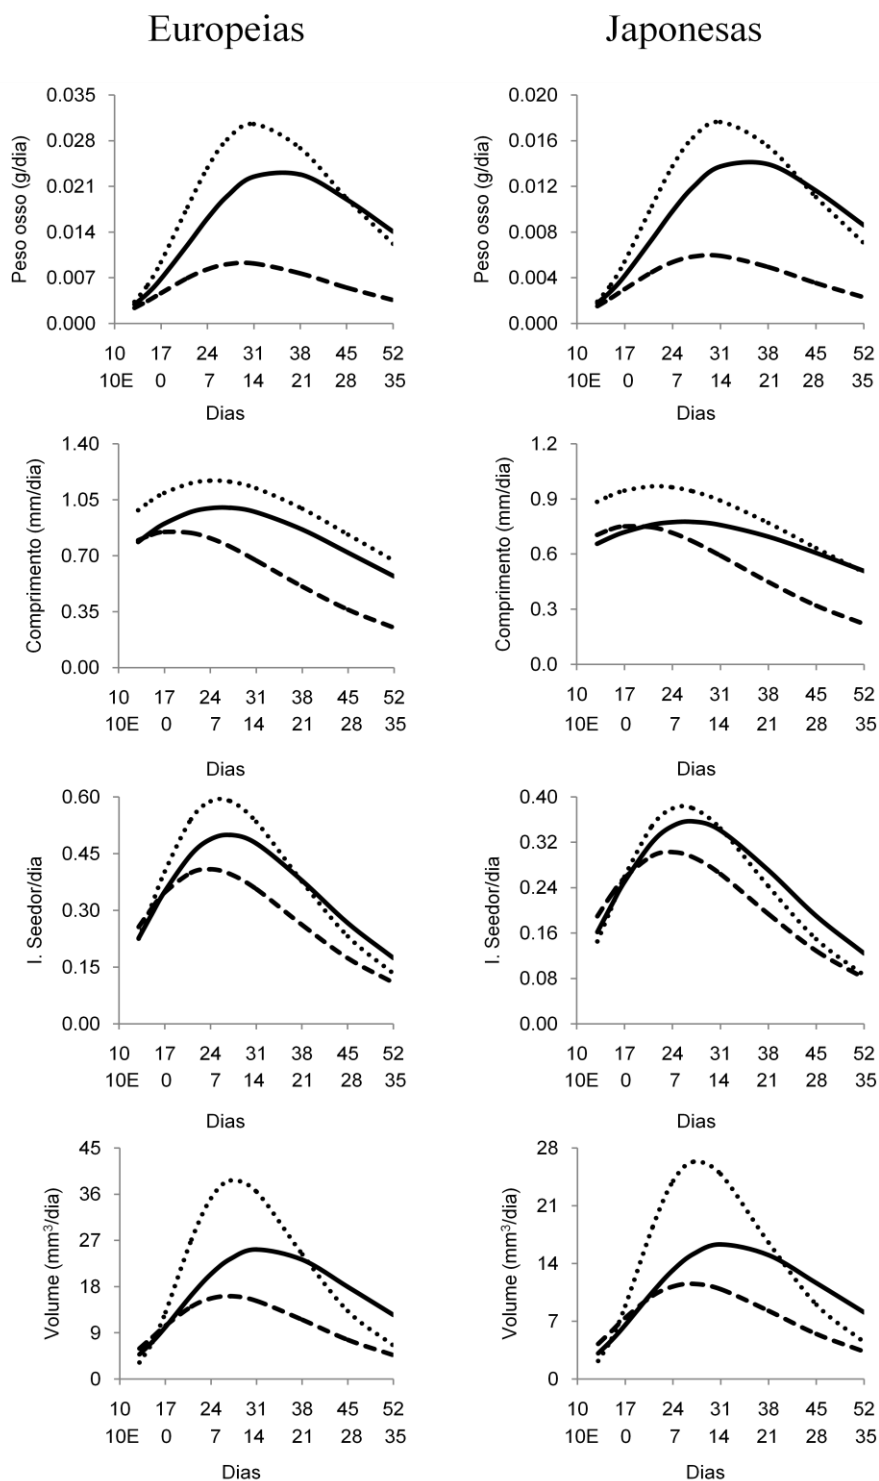 Europeias
Japonesas
Peso osso (g/dia)
0.035
0.028
0.021
0.014
0.007
0.000
10 17 24 31 38 45 52
10E 0 7 14 21 28 35
Dias
Peso osso (g/dia)
0.020
0.016
0.012
0.008
0.004
0.000
10 17 24 31 38 45 52
10E 0 7 14 21 28 35
Dias
Comprimento (mm/dia)
1.40
1.05
0.70
0.35
0.00
10 17 24 31 38 45 52
10E 0 7 14 21 28 35
Dias
Comprimento (mm/dia)
1.2
0.9
0.6
0.3
0.0
10 17 24 31 38 45 52
10E 0 7 14 21 28 35
Dias
I. Seedor/dia
0.60
0.45
0.30
0.15
0.00
10 17 24 31 38 45 52
10E 0 7 14 21 28 35
Dias
I. Seedor/dia
0.40
0.32
0.24
0.16
0.08
0.00
10 17 24 31 38 45 52
10E 0 7 14 21 28 35
Dias
Volume (mm³/dia)
45
36
27
18
9
0
10 17 24 31 38 45 52
10E 0 7 14 21 28 35
Dias
Volume (mm³/dia)
28
21
14
7
0
10 17 24 31 38 45 52
10E 0 7 14 21 28 35
Dias